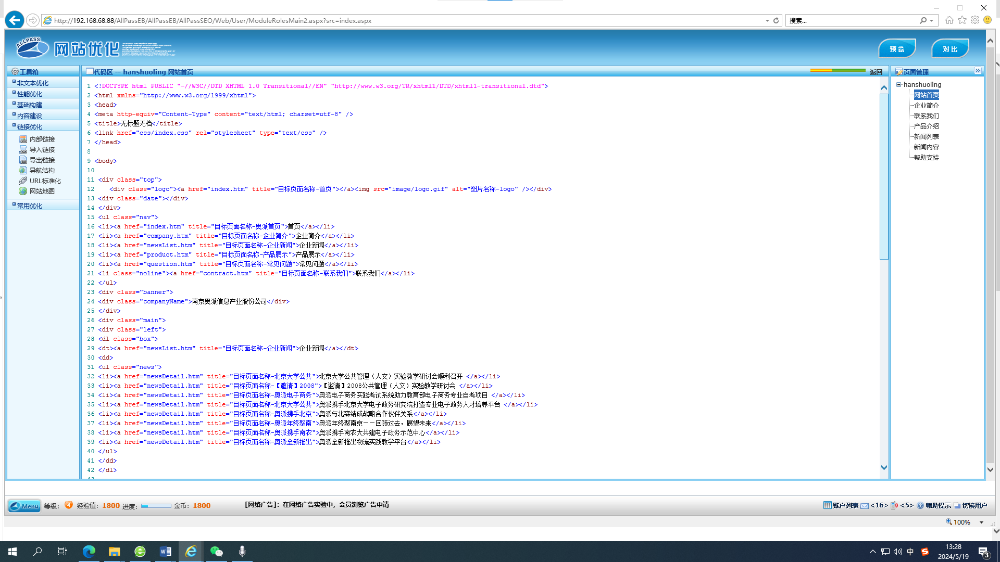 http://192.168.68.88/AllPassEB/AllPassEB/AllPassSEO/Web/User/ModuleRolesMain2.aspx?src=index.aspx
搜索...
ALLPASS 网站优化
预览
对比
工具箱
非文本优化
性能优化
基础构建
内容建设
链接优化
内部链接
导入链接
导出链接
导航结构
URL标准化
网站地图
常用优化
代码区 -- hanshuoling 网站首页
返回
1 <!DOCTYPE html PUBLIC "-//W3C//DTD XHTML 1.0 Transitional//EN" "http://www.w3.org/TR/xhtml1/DTD/xhtml1-transitional.dtd">
2 <html xmlns="http://www.w3.org/1999/xhtml">
3 <head>
4 <meta http-equiv="Content-Type" content="text/html; charset=utf-8" />
5 <title>无标题无档</title>
6 <link href="css/index.css" rel="stylesheet" type="text/css" />
7 </head>
8
9 <body>
10
11 <div class="top">
12 <div class="logo"><a href="index.htm" title="目标页面名称-首页"></a><img src="image/logo.gif" alt="图片名称-logo" /></div>
13 <div class="date"></div>
14 </div>
15 <ul class="nav">
16 <li><a href="index.htm" title="目标页面名称-奥派首页">首页</a></li>
17 <li><a href="company.htm" title="目标页面名称-企业简介">企业简介</a></li>
18 <li><a href="newsList.htm" title="目标页面名称-企业新闻">企业新闻</a></li>
19 <li><a href="product.htm" title="目标页面名称-产品展示">产品展示</a></li>
20 <li><a href="question.htm" title="目标页面名称-常见问题">常见问题</a></li>
21 <li class="noline"><a href="contract.htm" title="目标页面名称-联系我们">联系我们</a></li>
22 </ul>
23 <div class="banner">
24 <div class="companyName">南京奥派信息产业股份公司</div>
25 </div>
26 <div class="main">
27 <div class="left">
28 <dl class="box">
29 <dt><a href="newsList.htm" title="目标页面名称-企业新闻">企业新闻</a></dt>
30 <dd>
31 <ul class="news">
32 <li><a href="newsDetail.htm" title="目标页面名称-北京大学公共">北京大学公共管理（人文）实验教学研讨会顺利召开 </a></li>
33 <li><a href="newsDetail.htm" title="目标页面名称-【邀请】2008">【邀请】2008公共管理（人文）实验教学研讨会 </a></li>
34 <li><a href="newsDetail.htm" title="目标页面名称-奥派电子商务">奥派电子商务实践考试系统助力教育部电子商务专业自考项目 </a></li>
35 <li><a href="newsDetail.htm" title="目标页面名称-北京大学公共">奥派携手北京大学电子政务研究院打造专业电子政务人才培养平台 </a></li>
36 <li><a href="newsDetail.htm" title="目标页面名称-奥派携手北京">奥派与北森结成战略合作伙伴关系</a></li>
37 <li><a href="newsDetail.htm" title="目标页面名称-奥派年终聚南">奥派年终聚南京－－回顾过去，展望未来</a></li>
38 <li><a href="newsDetail.htm" title="目标页面名称-奥派携手南农">奥派携手南农大共建电子政务示范中心</a></li>
39 <li><a href="newsDetail.htm" title="目标页面名称-奥派全新推出">奥派全新推出物流实践教学平台</a></li>
40 </ul>
41 </dd>
42 </dl>
页面管理
hanshuoling
网站首页
企业简介
联系我们
产品介绍
新闻列表
新闻内容
帮助支持
Menu 等级： 4 经验值：1800 进度： 金币：1800
[网络广告]：在网络广告实验中，会员浏览广告申请
账户列表 <16> <5> 帮助提示 切换用户
100%
中
13:28
2024/5/19
3